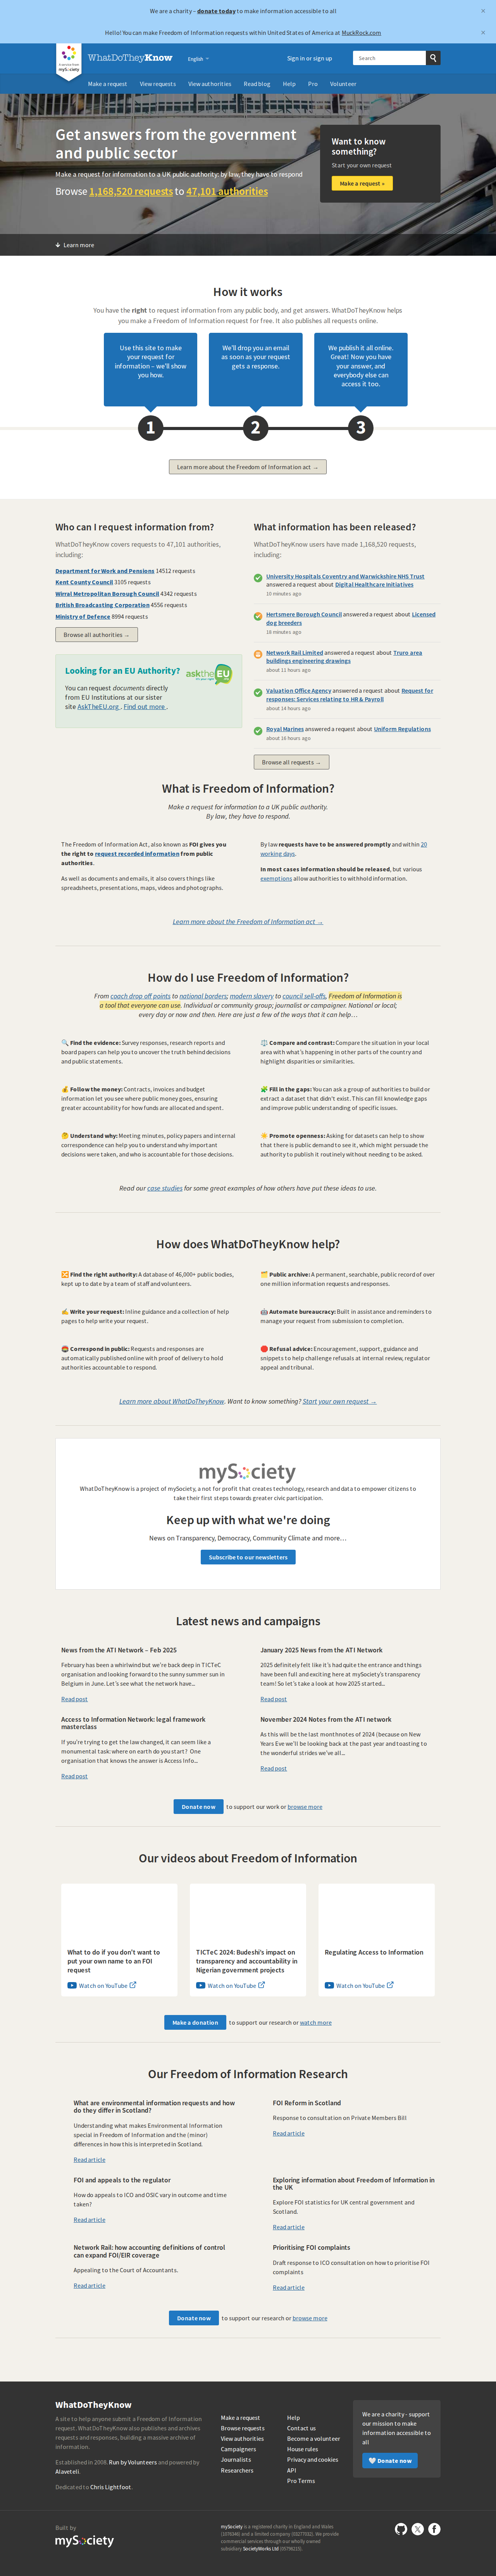 We are a charity – donate today to make information accessible to all
×
Hello! You can make Freedom of Information requests within United States of America at MuckRock.com
×
a service from
mySociety
WhatDoTheyKnow
English
Sign in or sign up
Search
Make a request
View requests
View authorities
Read blog
Help
Pro
Volunteer
Get answers from the government
and public sector
Make a request for information to a UK public authority: by law, they have to respond
Browse 1,168,520 requests to 47,101 authorities
Want to know
something?
Start your own request
Make a request »
↓ Learn more
How it works
You have the right to request information from any public body, and get answers. WhatDoTheyKnow helps
you make a Freedom of Information request for free. It also publishes all requests online.
Use this site to make
your request for
information – we'll show
you how.
We'll drop you an email
as soon as your request
gets a response.
We publish it all online.
Great! Now you have
your answer, and
everybody else can
access it too.
1
2
3
Learn more about the Freedom of Information act →
Who can I request information from?
WhatDoTheyKnow covers requests to 47,101 authorities,
including:
Department for Work and Pensions 14512 requests
Kent County Council 3105 requests
Wirral Metropolitan Borough Council 4342 requests
British Broadcasting Corporation 4556 requests
Ministry of Defence 8994 requests
Browse all authorities →
Looking for an EU Authority?
You can request documents directly
from EU Institutions at our sister
site AskTheEU.org . Find out more .
asktheEU
What information has been released?
WhatDoTheyKnow users have made 1,168,520 requests,
including:
University Hospitals Coventry and Warwickshire NHS Trust
answered a request about Digital Healthcare Initiatives
10 minutes ago
Hertsmere Borough Council answered a request about Licensed
dog breeders
18 minutes ago
Network Rail Limited answered a request about Truro area
buildings engineering drawings
about 11 hours ago
Valuation Office Agency answered a request about Request for
responses: Services relating to HR & Payroll
about 14 hours ago
Royal Marines answered a request about Uniform Regulations
about 16 hours ago
Browse all requests →
What is Freedom of Information?
Make a request for information to a UK public authority.
By law, they have to respond.
The Freedom of Information Act, also known as FOI gives you
the right to request recorded information from public
authorities.
As well as documents and emails, it also covers things like
spreadsheets, presentations, maps, videos and photographs.
By law requests have to be answered promptly and within 20
working days.
In most cases information should be released, but various
exemptions allow authorities to withhold information.
Learn more about the Freedom of Information act →
How do I use Freedom of Information?
From coach drop off points to national borders; modern slavery to council sell-offs, Freedom of Information is
a tool that everyone can use. Individual or community group; journalist or campaigner. National or local;
every day or now and then. Here are just a few of the ways that it can help…
🔍 Find the evidence: Survey responses, research reports and
board papers can help you to uncover the truth behind decisions
and public statements.
⚖️ Compare and contrast: Compare the situation in your local
area with what's happening in other parts of the country and
highlight disparities or similarities.
💰 Follow the money: Contracts, invoices and budget
information let you see where public money goes, ensuring
greater accountability for how funds are allocated and spent.
🧩 Fill in the gaps: You can ask a group of authorities to build or
extract a dataset that didn't exist. This can fill knowledge gaps
and improve public understanding of specific issues.
🤔 Understand why: Meeting minutes, policy papers and internal
correspondence can help you to understand why important
decisions were taken, and who is accountable for those decisions.
☀️ Promote openness: Asking for datasets can help to show
that there is public demand to see it, which might persuade the
authority to publish it routinely without needing to be asked.
Read our case studies for some great examples of how others have put these ideas to use.
How does WhatDoTheyKnow help?
🔀 Find the right authority: A database of 46,000+ public bodies,
kept up to date by a team of staff and volunteers.
🗂️ Public archive: A permanent, searchable, public record of over
one million information requests and responses.
✍️ Write your request: Inline guidance and a collection of help
pages to help write your request.
🤖 Automate bureaucracy: Built in assistance and reminders to
manage your request from submission to completion.
📮 Correspond in public: Requests and responses are
automatically published online with proof of delivery to hold
authorities accountable to respond.
🛑 Refusal advice: Encouragement, support, guidance and
snippets to help challenge refusals at internal review, regulator
appeal and tribunal.
Learn more about WhatDoTheyKnow. Want to know something? Start your own request →
mySociety
WhatDoTheyKnow is a project of mySociety, a not for profit that creates technology, research and data to empower citizens to
take their first steps towards greater civic participation.
Keep up with what we're doing
News on Transparency, Democracy, Community Climate and more…
Subscribe to our newsletters
Latest news and campaigns
News from the ATI Network – Feb 2025
February has been a whirlwind but we're back deep in TICTeC
organisation and looking forward to the sunny summer sun in
Belgium in June. Let's see what the network have...
Read post
January 2025 News from the ATI Network
2025 definitely felt like it's had quite the entrance and things
have been full and exciting here at mySociety's transparency
team! So let's take a look at how 2025 started...
Read post
Access to Information Network: legal framework
masterclass
If you're trying to get the law changed, it can seem like a
monumental task: where on earth do you start? One
organisation that knows the answer is Access Info...
Read post
November 2024 Notes from the ATI network
As this will be the last monthnotes of 2024 (because on New
Years Eve we'll be looking back at the past year and toasting to
the wonderful strides we've all...
Read post
Donate now to support our work or browse more
Our videos about Freedom of Information
What to do if you don't want to
put your own name to an FOI
request
Watch on YouTube
TICTeC 2024: Budeshi's impact on
transparency and accountability in
Nigerian government projects
Watch on YouTube
Regulating Access to Information
Watch on YouTube
Make a donation to support our research or watch more
Our Freedom of Information Research
What are environmental information requests and how
do they differ in Scotland?
Understanding what makes Environmental Information
special in Freedom of Information and the (minor)
differences in how this is interpreted in Scotland.
Read article
FOI Reform in Scotland
Response to consultation on Private Members Bill
Read article
FOI and appeals to the regulator
How do appeals to ICO and OSIC vary in outcome and time
taken?
Read article
Exploring information about Freedom of Information in
the UK
Explore FOI statistics for UK central government and
Scotland.
Read article
Network Rail: how accounting definitions of control
can expand FOI/EIR coverage
Appealing to the Court of Accountants.
Read article
Prioritising FOI complaints
Draft response to ICO consultation on how to prioritise FOI
complaints
Read article
Donate now to support our research or browse more
WhatDoTheyKnow
A site to help anyone submit a Freedom of Information
request. WhatDoTheyKnow also publishes and archives
requests and responses, building a massive archive of
information.
Established in 2008. Run by Volunteers and powered by
Alaveteli.
Dedicated to Chris Lightfoot.
Make a request
Browse requests
View authorities
Campaigners
Journalists
Researchers
Help
Contact us
Become a volunteer
House rules
Privacy and cookies
API
Pro Terms
We are a charity - support
our mission to make
information accessible to
all
🤍 Donate now
Built by
mySociety
mySociety is a registered charity in England and Wales
(1076346) and a limited company (03277032). We provide
commercial services through our wholly owned
subsidiary SocietyWorks Ltd (05798215).